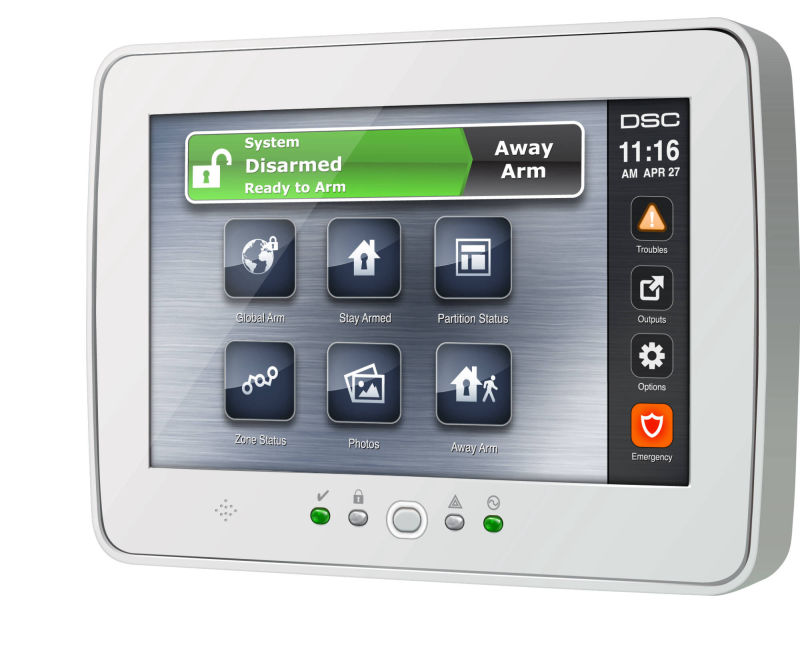 System
Disarmed
Ready to Arm
Away
Arm
DSC
11:16
AM APR 27
Troubles
Outputs
Options
Emergency
Global Arm
Stay Armed
Partition Status
Zone Status
Photos
Away Arm